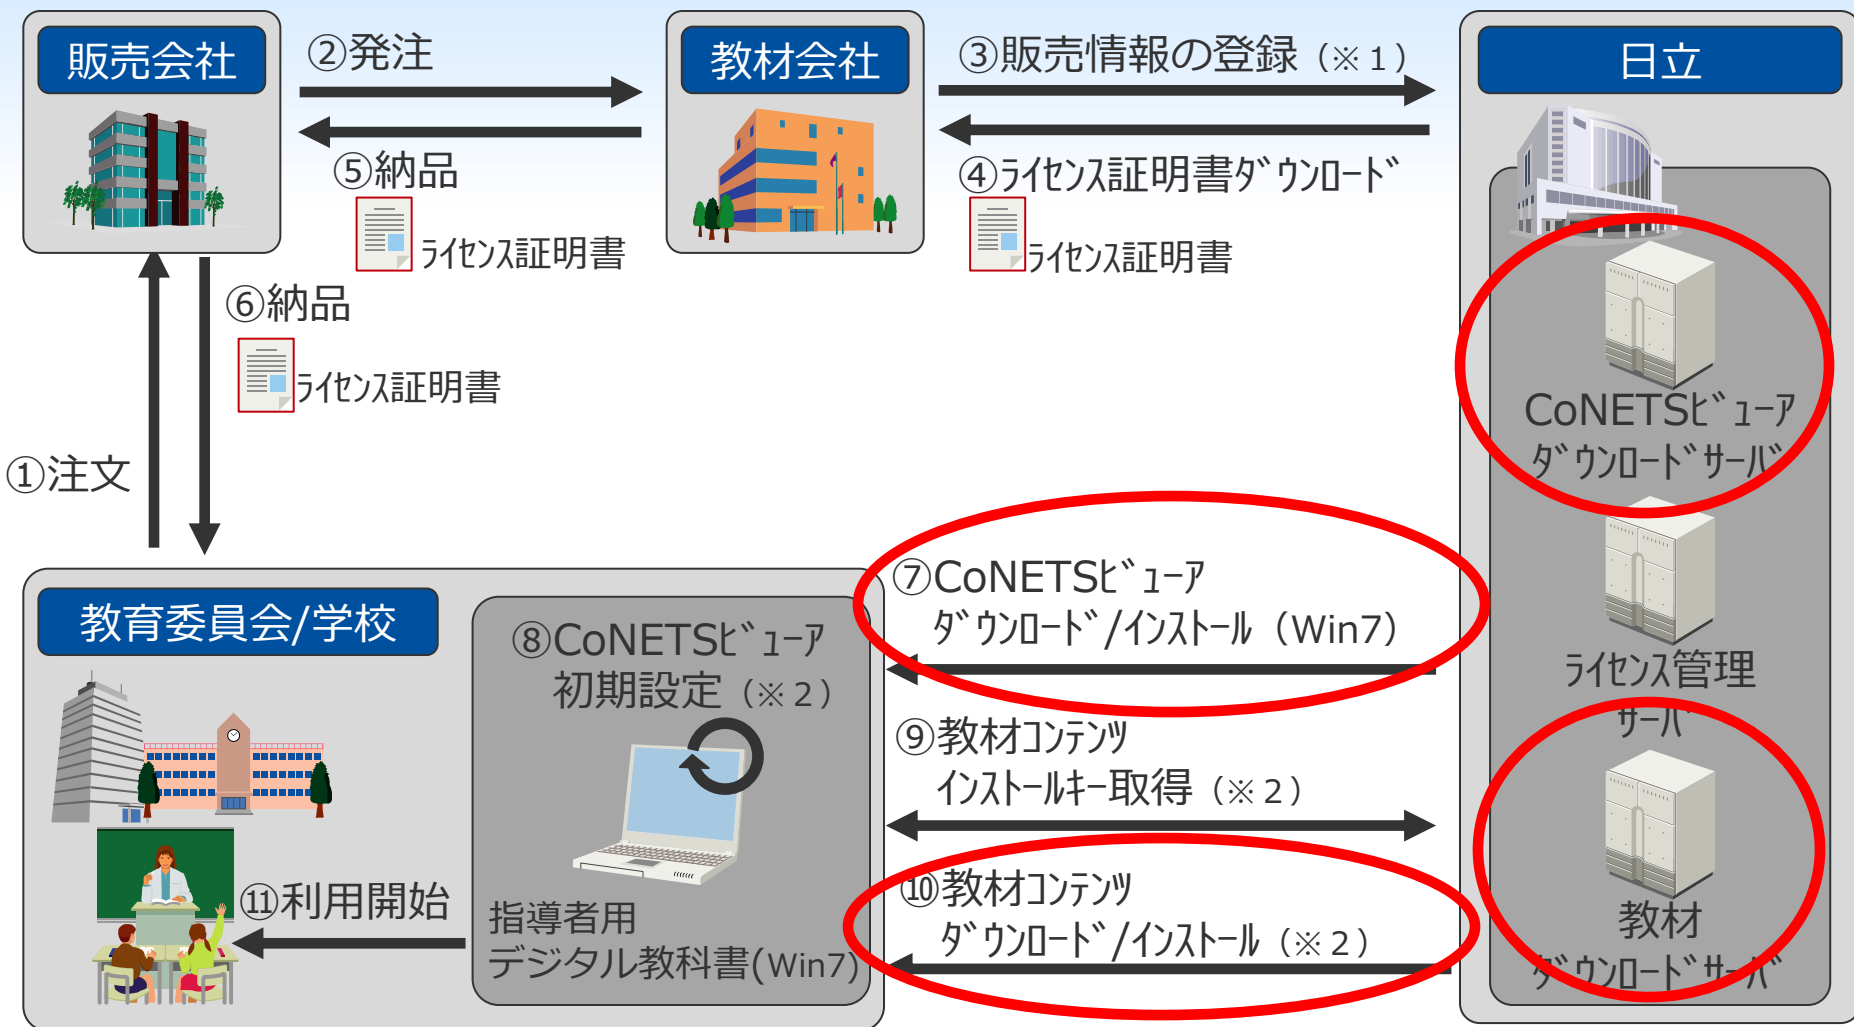 販売会社
②発注
教材会社
③販売情報の登録（※１）
日立
⑤納品
ライセンス証明書
④ﾗｲｾﾝｽ証明書ﾀﾞｳﾝﾛｰﾄﾞ
ﾗｲｾﾝｽ証明書
⑥納品
ﾗｲｾﾝｽ証明書
①注文
CoNETSﾋﾞｭｰｱ
ﾀﾞｳﾝﾛｰﾄﾞｻｰﾊﾞ
ﾗｲｾﾝｽ管理
ｻｰﾊﾞ
教材
ﾀﾞｳﾝﾛｰﾄﾞｻｰﾊﾞ
教育委員会/学校
⑦CoNETSﾋﾞｭｰｱ
ﾀﾞｳﾝﾛｰﾄﾞ/ｲﾝｽﾄｰﾙ（Win7）
⑧CoNETSﾋﾞｭｰｱ
初期設定（※２）
⑨教材ｺﾝﾃﾝﾂ
ｲﾝｽﾄｰﾙｷｰ取得（※２）
⑩教材ｺﾝﾃﾝﾂ
ﾀﾞｳﾝﾛｰﾄﾞ/ｲﾝｽﾄｰﾙ（※２）
⑪利用開始
指導者用
デジタル教科書(Win7)